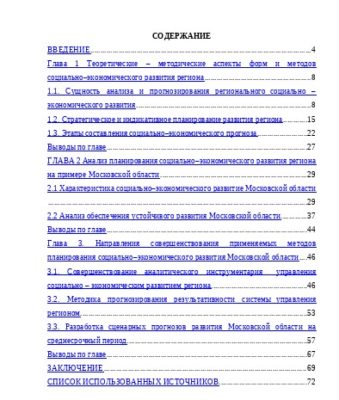 СОДЕРЖАНИЕ
ВВЕДЕНИЕ....................................................................4
Глава 1 Теоретические – методические аспекты форм и методов
социально–экономического развития региона....................................8
1.1. Сущность анализа и прогнозирования регионального социально –
экономического развития......................................................8
1.2. Стратегическое и индикативное планирование развития региона............15
1.3. Этапы составления социально–экономического прогноза....................22
Выводы по главе.............................................................27
ГЛАВА 2 Анализ планирования социально–экономического развития региона
на примере Московской области...............................................29
2.1 Характеристика социально–экономического развитие Московской области
............................................................................29
2.2 Анализ обеспечения устойчивого развития Московской области..............37
Выводы по главе.............................................................44
Глава 3. Направления совершенствования применяемых методов
планирования социально–экономического развития Московской области....46
3.1. Совершенствование аналитического инструментария управления
социально – экономическим развитием региона.................................46
3.2. Методика прогнозирования результативности системы управления
регионом....................................................................53
3.3. Разработка сценарных прогнозов развития Московской области на
среднесрочный период........................................................57
Выводы по главе.............................................................67
ЗАКЛЮЧЕНИЕ..................................................................69
СПИСОК ИСПОЛЬЗОВАННЫХ ИСТОЧНИКОВ............................................72